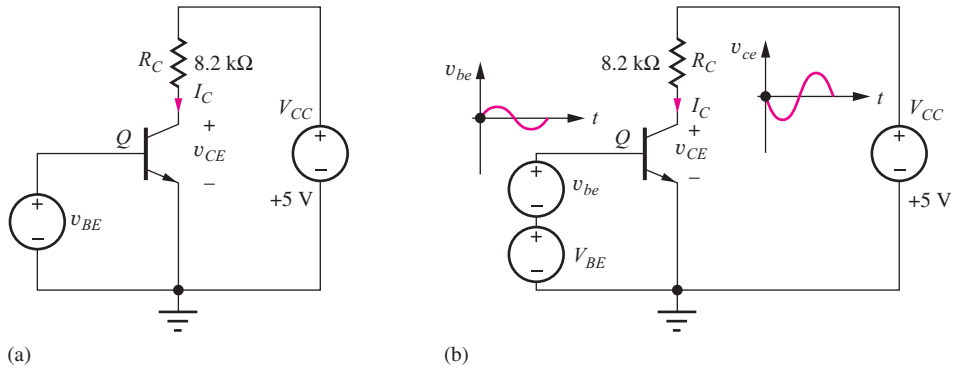 R_C 8.2 kΩ
I_C
Q
+
v_CE
−
V_CC
+
−
+5 V
+
v_BE
−
(a)
v_be
t
8.2 kΩ R_C
I_C
Q
+
v_CE
−
+
v_be
−
+
V_BE
−
v_ce
t
V_CC
+
−
+5 V
(b)